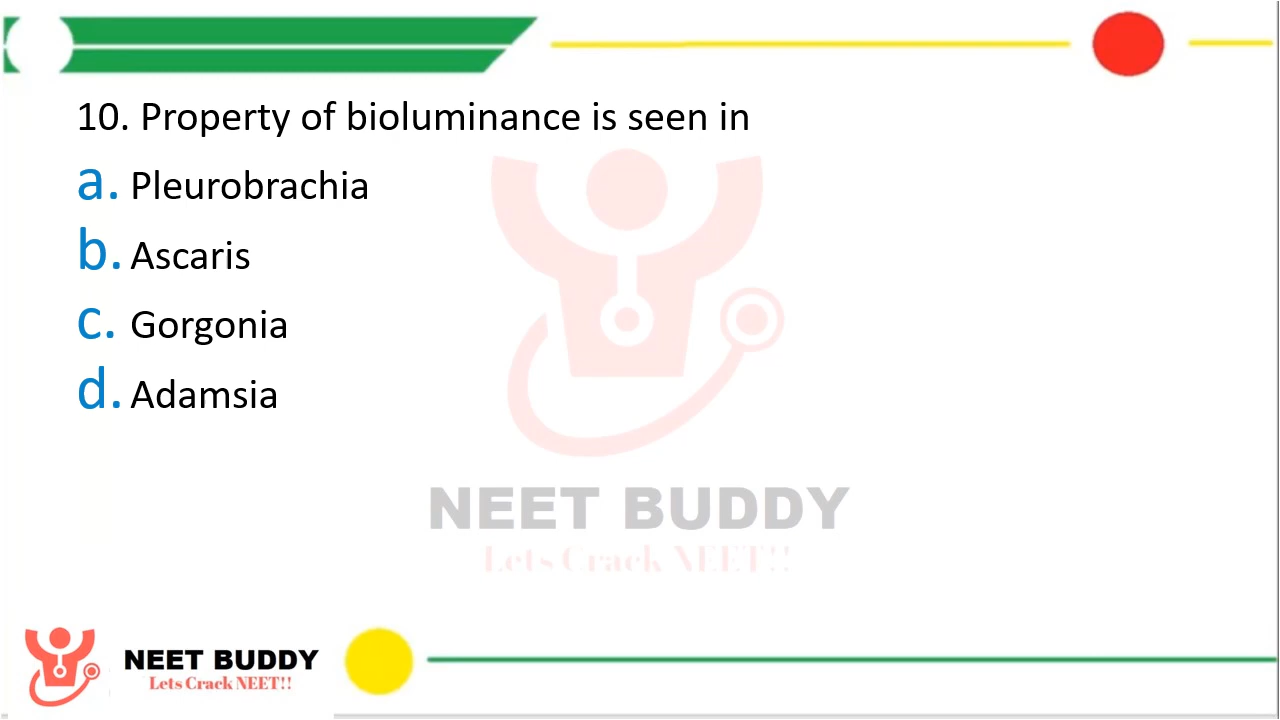 10. Property of bioluminance is seen in
a. Pleurobrachia
b. Ascaris
c. Gorgonia
d. Adamsia
NEET BUDDY
Lets Crack NEET!!
NEET BUDDY
Lets Crack NEET!!